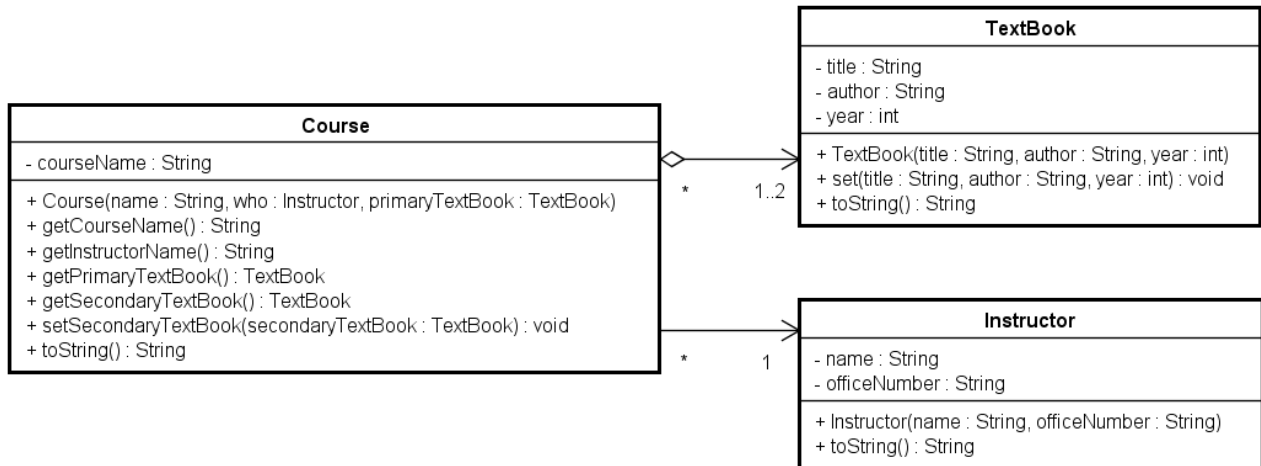 TextBook
- title : String
- author : String
- year : int
+ TextBook(title : String, author : String, year : int)
+ set(title : String, author : String, year : int) : void
+ toString() : String
Course
- courseName : String
+ Course(name : String, who : Instructor, primaryTextBook : TextBook)
+ getCourseName() : String
+ getInstructorName() : String
+ getPrimaryTextBook() : TextBook
+ getSecondaryTextBook() : TextBook
+ setSecondaryTextBook(secondaryTextBook : TextBook) : void
+ toString() : String
* 1..2
* 1
Instructor
- name : String
- officeNumber : String
+ Instructor(name : String, officeNumber : String)
+ toString() : String